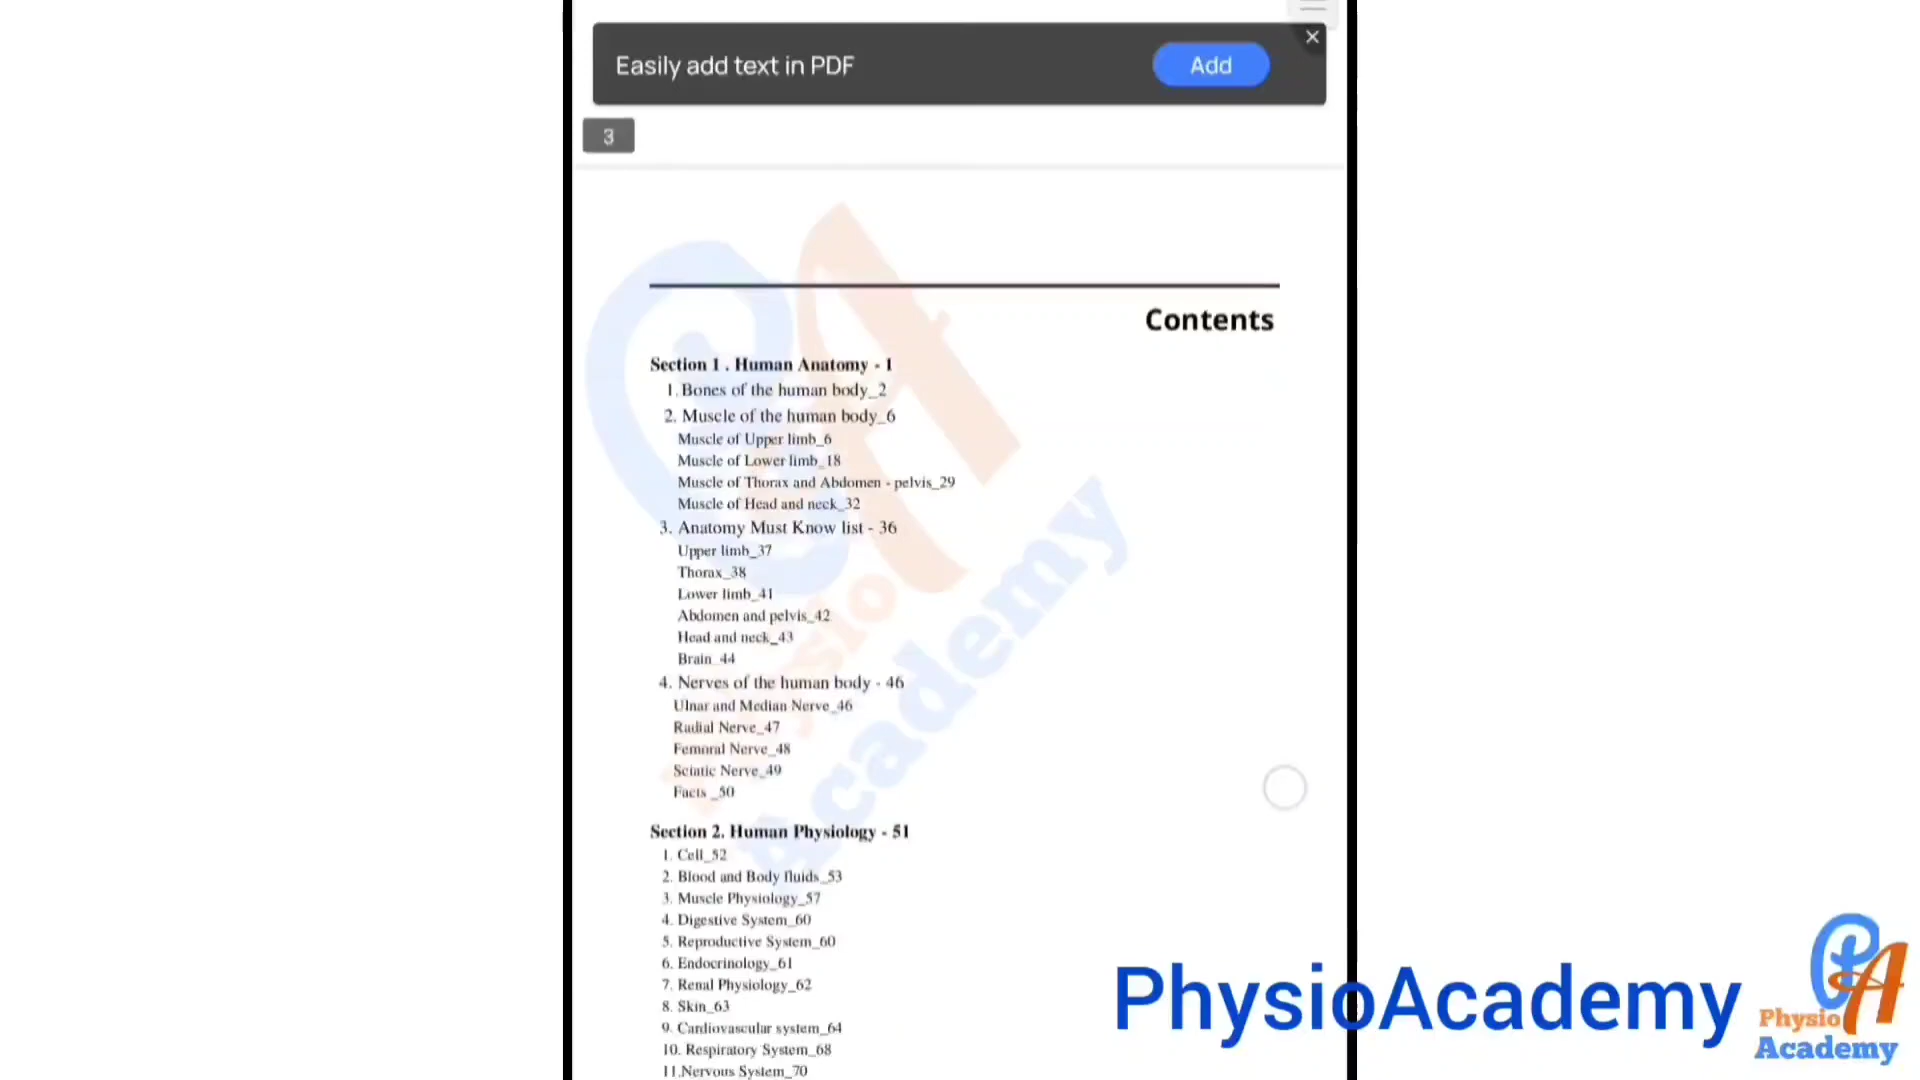 Easily add text in PDF
Add
3
Contents
Section 1 . Human Anatomy - 1
1. Bones of the human body_2
2. Muscle of the human body_6
Muscle of Upper limb_6
Muscle of Lower limb_18
Muscle of Thorax and Abdomen - pelvis_29
Muscle of Head and neck_32
3. Anatomy Must Know list - 36
Upper limb_37
Thorax_38
Lower limb_41
Abdomen and pelvis_42
Head and neck_43
Brain_44
4. Nerves of the human body - 46
Ulnar and Median Nerve_46
Radial Nerve_47
Femoral Nerve_48
Sciatic Nerve_49
Facts _50
Section 2. Human Physiology - 51
1. Cell_52
2. Blood and Body fluids_53
3. Muscle Physiology_57
4. Digestive System_60
5. Reproductive System_60
6. Endocrinology_61
7. Renal Physiology_62
8. Skin_63
9. Cardiovascular system_64
10. Respiratory System_68
11.Nervous System_70
Physio
Academy
PhysioAcademy
Physio
Academy